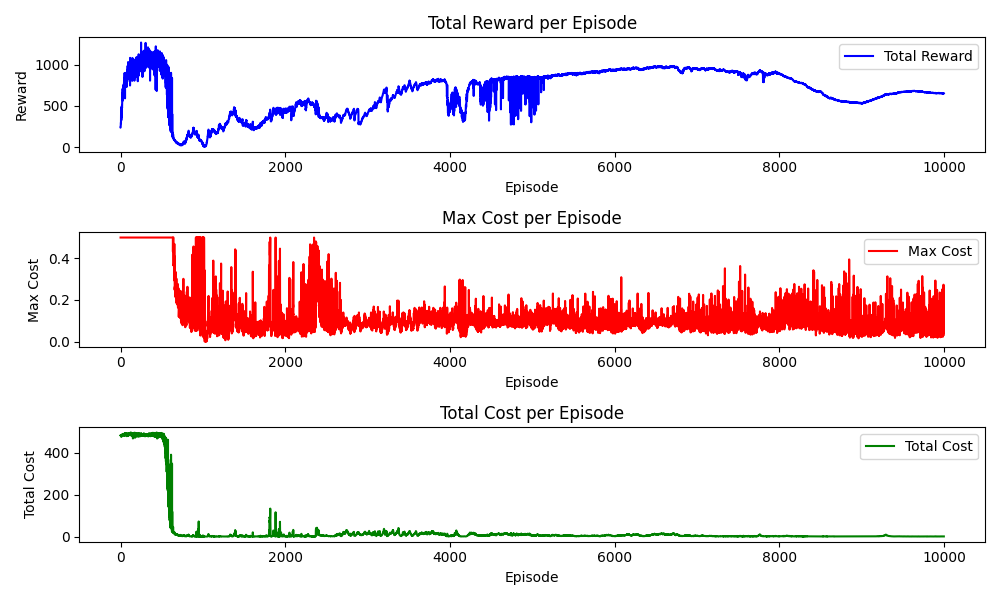 Total Reward per Episode
Reward
1000
500
0
Total Reward
0 2000 4000 6000 8000 10000
Episode
Max Cost per Episode
Max Cost
0.4
0.2
0.0
Max Cost
0 2000 4000 6000 8000 10000
Episode
Total Cost per Episode
Total Cost
400
200
0
Total Cost
0 2000 4000 6000 8000 10000
Episode